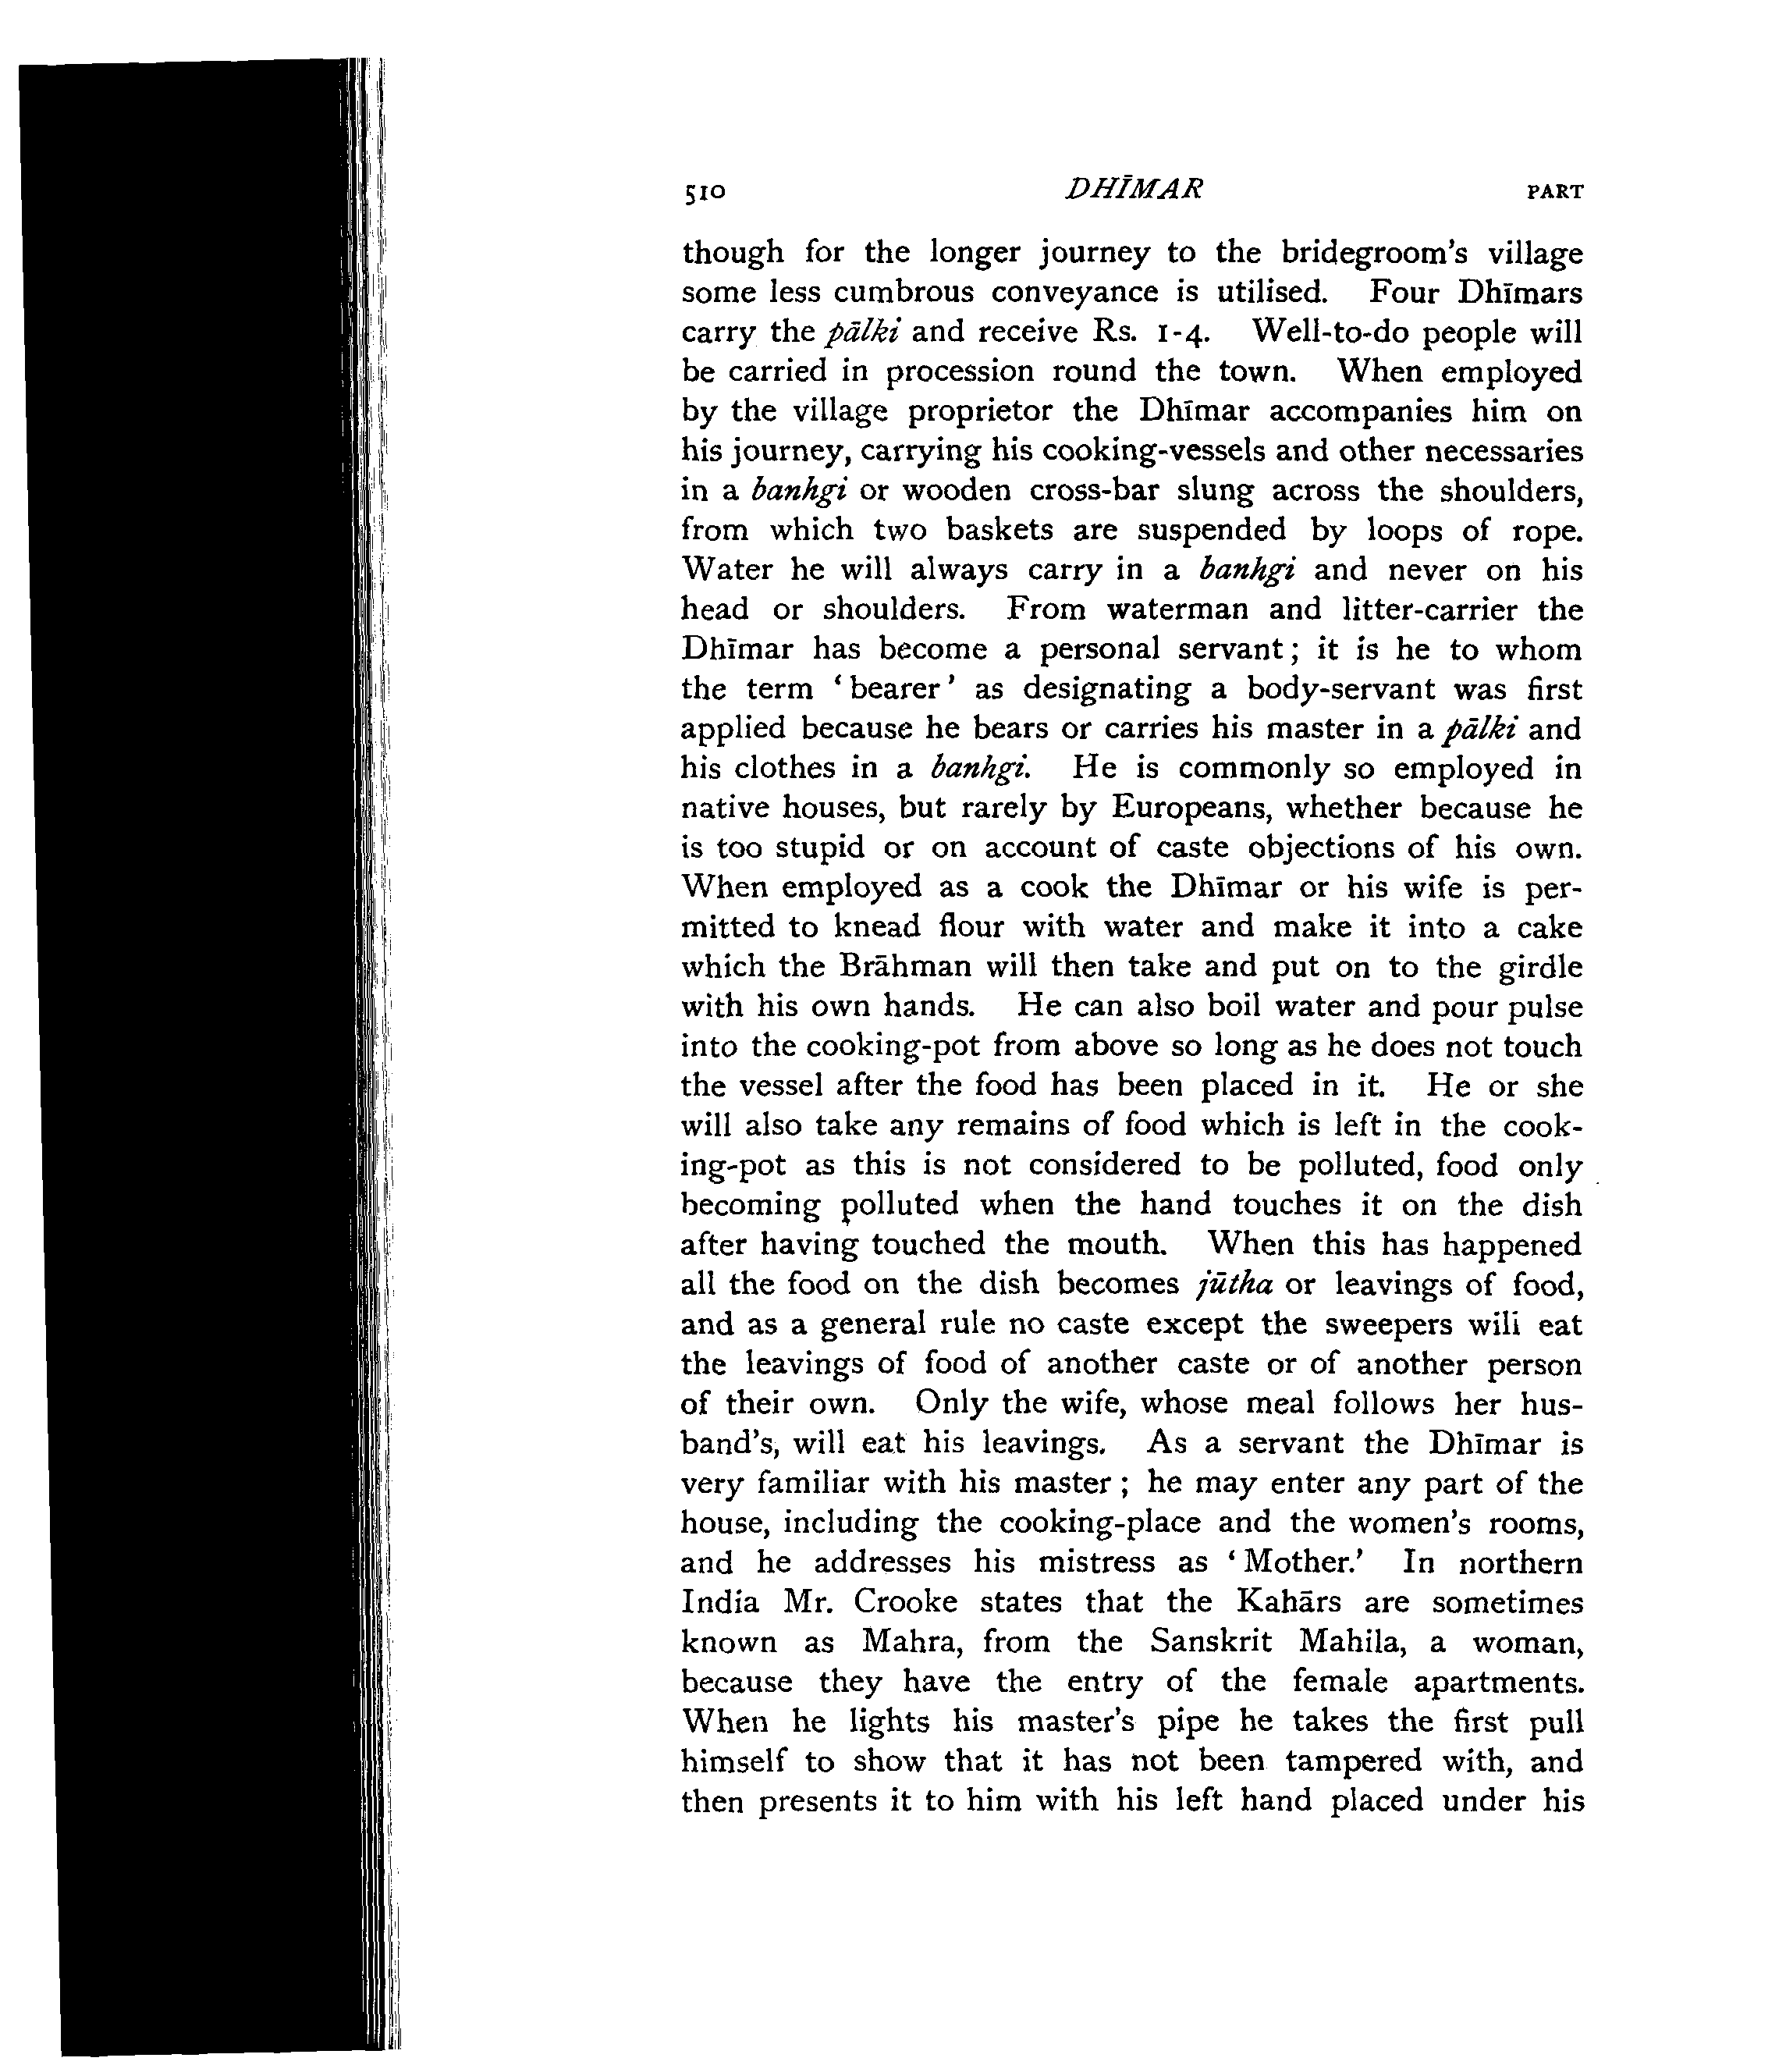 510 DHĪMAR PART
though for the longer journey to the bridegroom's village
some less cumbrous conveyance is utilised. Four Dhīmars
carry the pālki and receive Rs. 1-4. Well-to-do people will
be carried in procession round the town. When employed
by the village proprietor the Dhīmar accompanies him on
his journey, carrying his cooking-vessels and other necessaries
in a banhgi or wooden cross-bar slung across the shoulders,
from which two baskets are suspended by loops of rope.
Water he will always carry in a banhgi and never on his
head or shoulders. From waterman and litter-carrier the
Dhīmar has become a personal servant; it is he to whom
the term ‘bearer’ as designating a body-servant was first
applied because he bears or carries his master in a pālki and
his clothes in a banhgi. He is commonly so employed in
native houses, but rarely by Europeans, whether because he
is too stupid or on account of caste objections of his own.
When employed as a cook the Dhīmar or his wife is per-
mitted to knead flour with water and make it into a cake
which the Brāhman will then take and put on to the girdle
with his own hands. He can also boil water and pour pulse
into the cooking-pot from above so long as he does not touch
the vessel after the food has been placed in it. He or she
will also take any remains of food which is left in the cook-
ing-pot as this is not considered to be polluted, food only
becoming polluted when the hand touches it on the dish
after having touched the mouth. When this has happened
all the food on the dish becomes jūtha or leavings of food,
and as a general rule no caste except the sweepers will eat
the leavings of food of another caste or of another person
of their own. Only the wife, whose meal follows her hus-
band's, will eat his leavings. As a servant the Dhīmar is
very familiar with his master; he may enter any part of the
house, including the cooking-place and the women's rooms,
and he addresses his mistress as ‘Mother.’ In northern
India Mr. Crooke states that the Kahārs are sometimes
known as Mahra, from the Sanskrit Mahila, a woman,
because they have the entry of the female apartments.
When he lights his master's pipe he takes the first pull
himself to show that it has not been tampered with, and
then presents it to him with his left hand placed under his